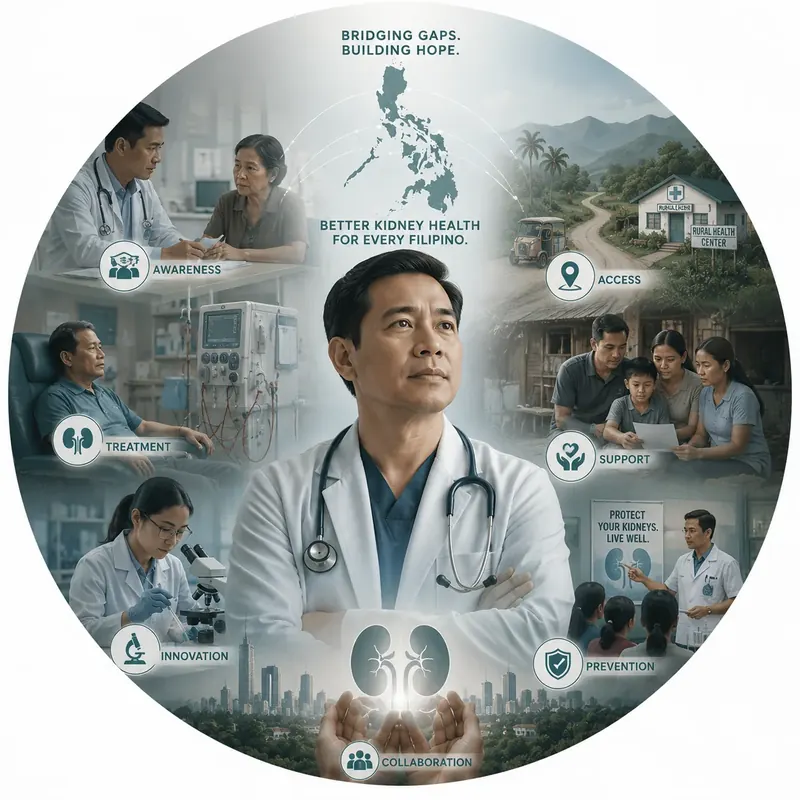 BRIDGING GAPS.
BUILDING HOPE.
BETTER KIDNEY HEALTH
FOR EVERY FILIPINO.
AWARENESS
RURAL HEALTH
CENTER
ACCESS
TREATMENT
SUPPORT
PROTECT
YOUR KIDNEYS.
LIVE WELL.
INNOVATION
PREVENTION
COLLABORATION